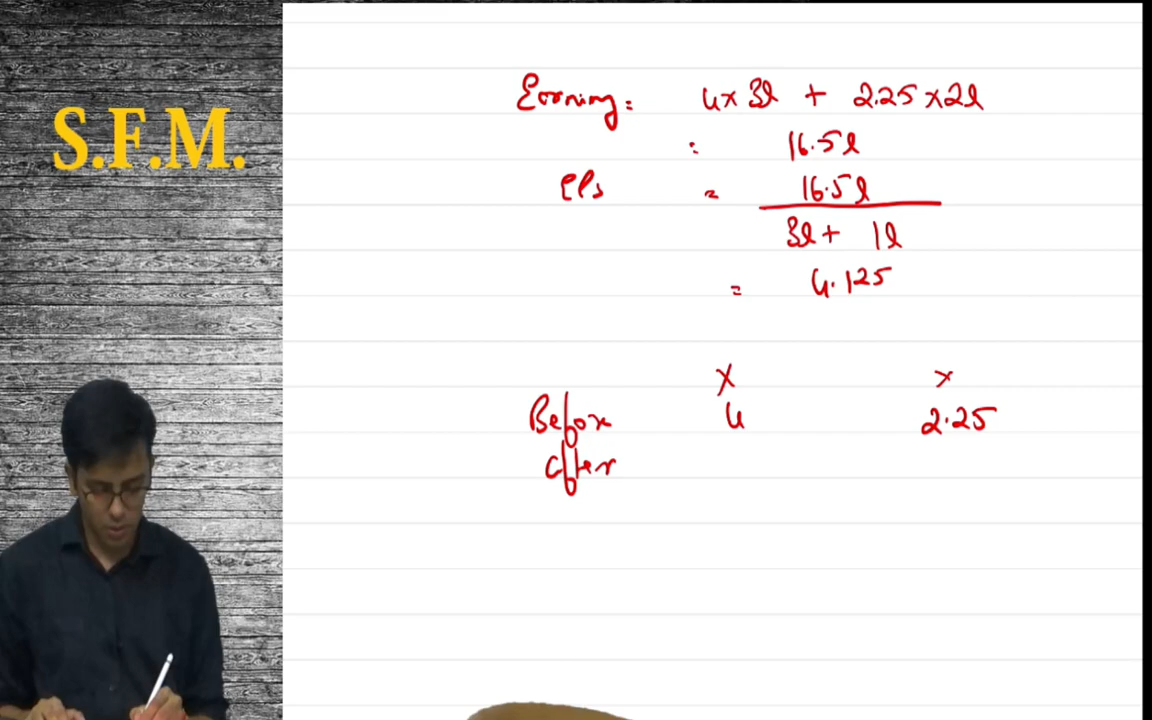 S.F.M.
Earning: 4 x 3l + 2.25 x 2l
: 16.5l
EPS = 16.5l
3l + 1l
= 4.125
X x
Before 4 2.25
After